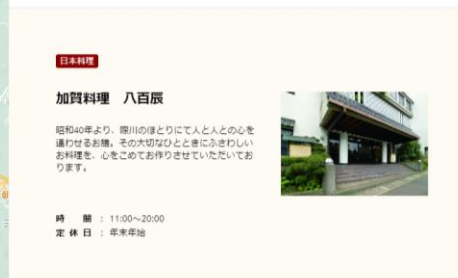 日本料理
加賀料理　八百辰
昭和40年より、際川のほとりにて人と人との心を
通わせるお膳。その大切なひとときにふさわしい
お料理を、心をこめてお作りさせていただいてお
ります。
時　間 : 11:00～20:00
定休日 : 年末年始